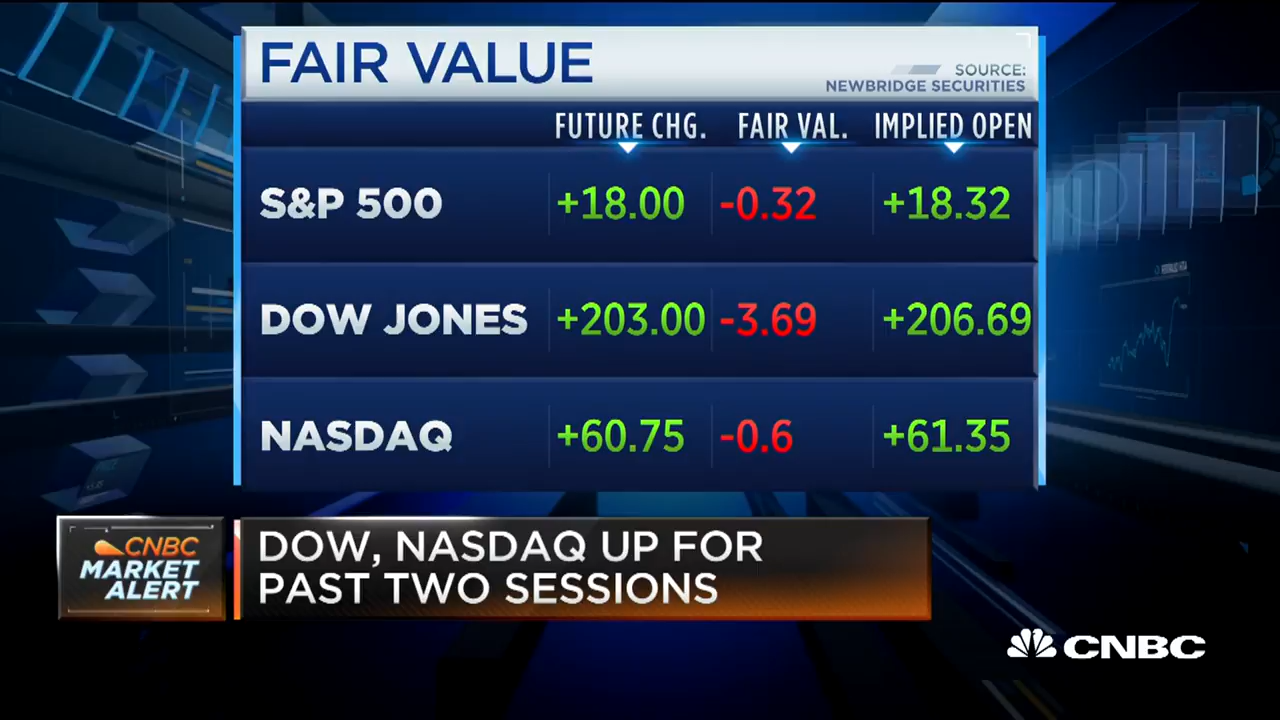 FAIR VALUE
SOURCE:
NEWBRIDGE SECURITIES
FUTURE CHG. FAIR VAL. IMPLIED OPEN
S&P 500 +18.00 -0.32 +18.32
DOW JONES +203.00 -3.69 +206.69
NASDAQ +60.75 -0.6 +61.35
CNBC
MARKET
ALERT
DOW, NASDAQ UP FOR
PAST TWO SESSIONS
CNBC